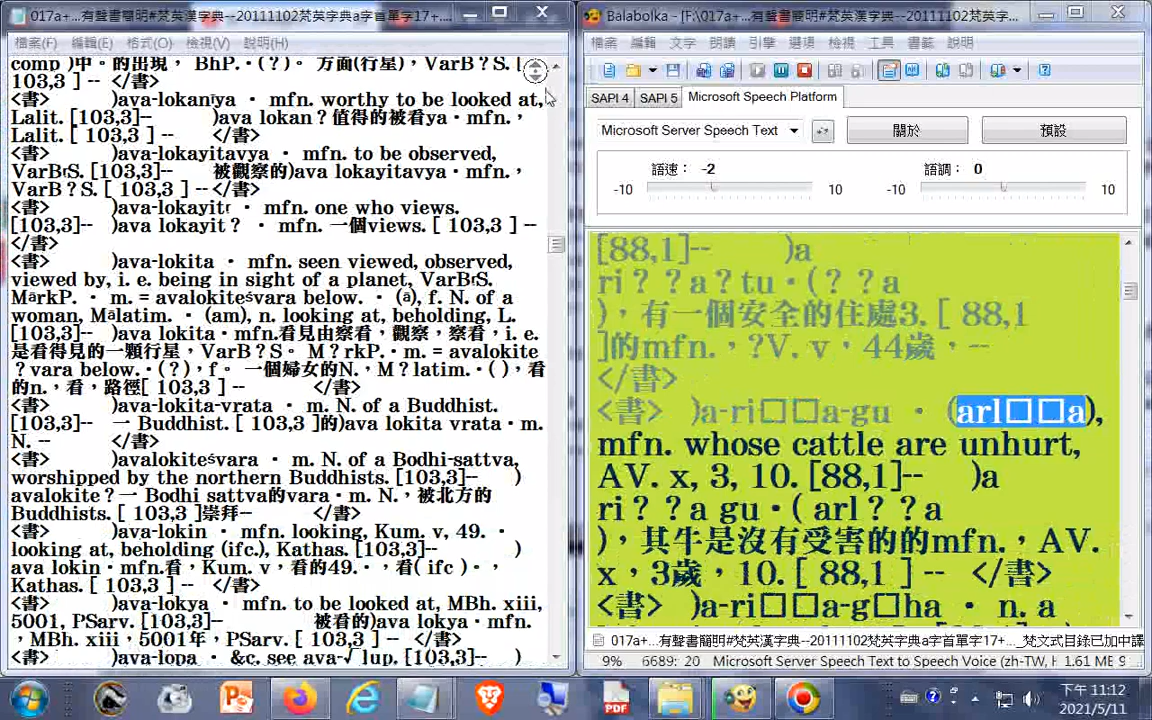 017a+...有聲書簡明#梵英漢字典--20111102梵英字典a字首單字17+...
檔案(F) 編輯(E) 格式(O) 檢視(V) 說明(H)
comp )中。的出現， BhP.‧(?)。 方面(行星)，VarB？S. [
103,3] -- </書>
<書> )ava-lokanīya ‧ mfn. worthy to be looked at,
Lalit. [103,3]-- )ava lokan？值得的被看ya‧mfn.，
Lalit. [ 103,3 ] -- </書>
<書> )ava-lokayitavya ‧ mfn. to be observed,
VarBṛS. [103,3]-- 被觀察的)ava lokayitavya‧mfn.，
VarB？S. [ 103,3 ] -- </書>
<書> )ava-lokayitṛ ‧ mfn. one who views.
[103,3]-- )ava lokayit？ ‧ mfn. 一個views. [ 103,3 ] --
</書>
<書> )ava-lokita ‧ mfn. seen viewed, observed,
viewed by, i. e. being in sight of a planet, VarBṛS.
MārkP. ‧ m. = avalokiteśvara below. ‧ (ā), f. N. of a
woman, Mālatim. ‧ (am), n. looking at, beholding, L.
[103,3]-- )ava lokita‧mfn.看見由察看，觀察，察看，i. e.
是看得見的一顆行星，VarB？S。 M？rkP.‧m. = avalokite
？vara below.‧(?)，f。 一個婦女的N.，M？latim.‧( )，看
的n.，看，路徑[ 103,3 ] -- </書>
<書> )ava-lokita-vrata ‧ m. N. of a Buddhist.
[103,3]-- 一 Buddhist. [ 103,3 ]的)ava lokita vrata‧m.
N. -- </書>
<書> )avalokiteśvara ‧ m. N. of a Bodhi-sattva,
worshipped by the northern Buddhists. [103,3]-- )
avalokite？一 Bodhi sattva的vara‧m. N.，被北方的
Buddhists. [ 103,3 ]崇拜-- </書>
<書> )ava-lokin ‧ mfn. looking, Kum. v, 49. ‧
looking at, beholding (ifc.), Kathas. [103,3]-- )
ava lokin‧mfn.看，Kum. v，看的49.‧，看( ifc )‧，
Kathas. [ 103,3 ] -- </書>
<書> )ava-lokya ‧ mfn. to be looked at, MBh. xiii,
5001, PSarv. [103,3]-- 被看的)ava lokya‧mfn.
，MBh. xiii，5001年，PSarv. [ 103,3 ] -- </書>
<書> )ava-lopa ‧ &c. see ava-√ lup. [103,3]-- )
Balabolka - [F:\017a+...有聲書簡明#梵英漢字典--20111102梵英字...
檔案 編輯 文字 朗讀 引擎 選項 檢視 工具 書籤 說明
SAPI 4 SAPI 5 Microsoft Speech Platform
Microsoft Server Speech Text 關於 預設
語速： -2 語調： 0
-10 10 -10 10
[88,1]-- )a
ri？？a？tu‧(？？a
)，有一個安全的住處3. [ 88,1
]的mfn.，?V. v，44歲，--
</書>
<書> )a-ri□□a-gu ‧ (arl□□a),
mfn. whose cattle are unhurt,
AV. x, 3, 10. [88,1]-- )a
ri？？a gu‧( arl？？a
)，其牛是沒有受害的的mfn.，AV.
x，3歲，10. [ 88,1 ] -- </書>
<書> )a-ri□□a-g□ha ‧ n. a
017a+...有聲書簡明#梵英漢字典--20111102梵英字典a字首單字17+..._梵文式目錄已加中譯
9% 6689: 20 Microsoft Server Speech Text to Speech Voice (zh-TW, H 1.61 MB 9
下午 11:12
2021/5/11